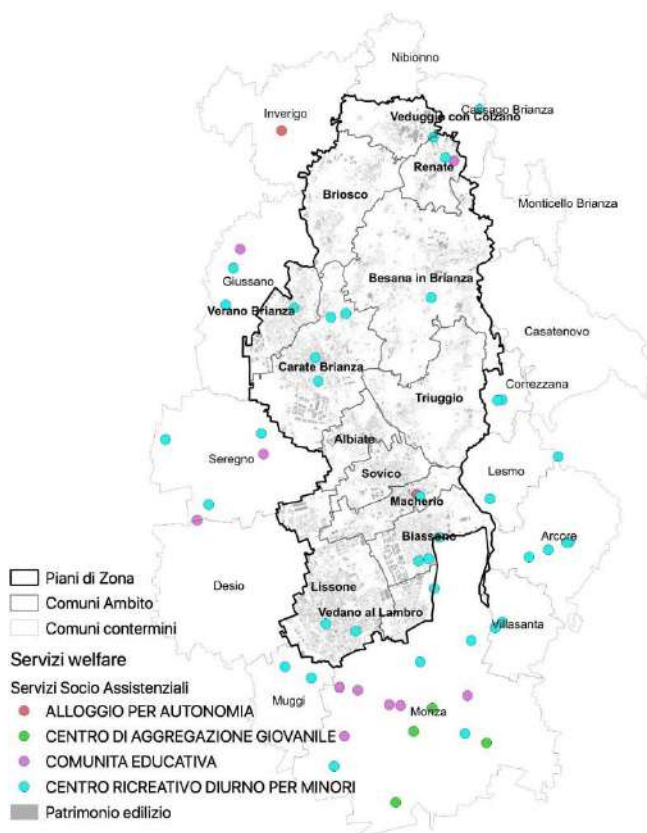 Nibionno
Cassago Brianza
Veduggio con Colzano
Inverigo
Renate
Briosco
Monticello Brianza
Giussano
Besana in Brianza
Verano Brianza
Casatenovo
Carate Brianza
Correzzana
Triuggio
Albiate
Seregno
Sovico
Lesmo
Macherio
Biassono
Arcore
Piani di Zona
Desio
Lissone
Comuni Ambito
Vedano al Lambro
Comuni contermini
Villasanta
Servizi welfare
Servizi Socio Assistenziali
Muggi
ALLOGGIO PER AUTONOMIA
Monza
CENTRO DI AGGREGAZIONE GIOVANILE
COMUNITA EDUCATIVA
CENTRO RICREATIVO DIURNO PER MINORI
Patrimonio edilizio